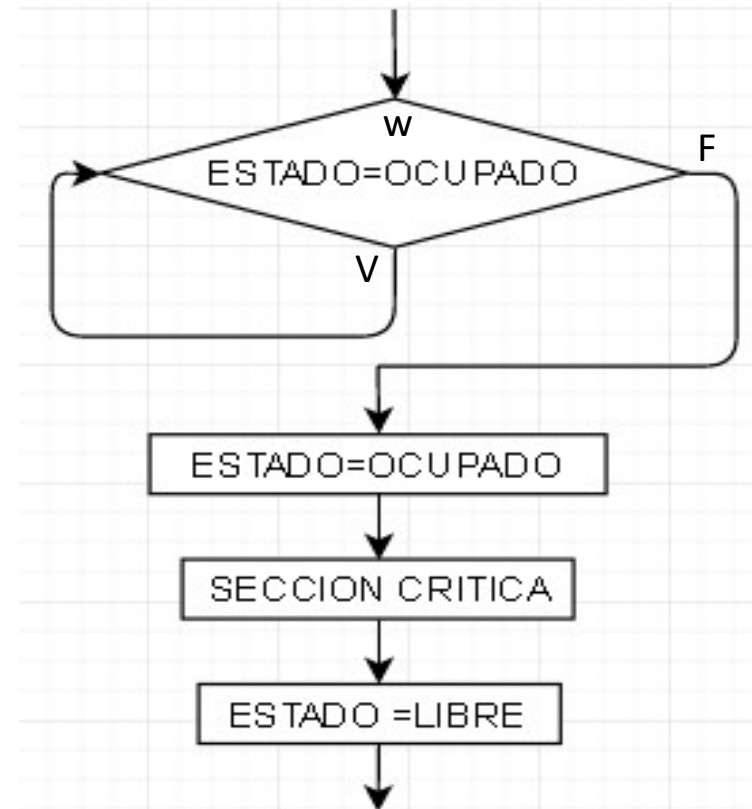 W
ESTADO=OCUPADO
F
V
ESTADO=OCUPADO
SECCION CRITICA
ESTADO =LIBRE